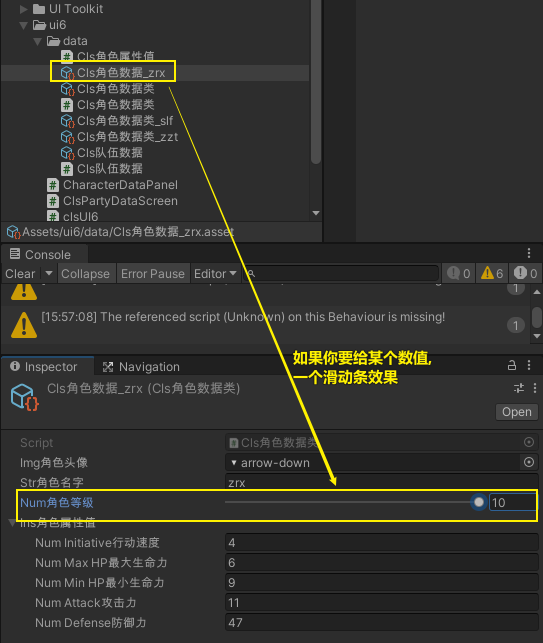 UI Toolkit
ui6
data
Cls角色属性值
Cls角色数据_zrx
Cls角色数据类
Cls角色数据类
Cls角色数据类_slf
Cls角色数据类_zzt
Cls队伍数据
Cls队伍数据
CharacterDataPanel
ClsPartyDataScreen
clsUI6
Assets/ui6/data/Cls角色数据_zrx.asset
Console
Clear Collapse Error Pause Editor 0 6 0
1
[15:57:08] The referenced script (Unknown) on this Behaviour is missing! 1
如果你要给某个数值,
一个滑动条效果
Inspector Navigation
Cls角色数据_zrx (Cls角色数据类)
Open
Script Cls角色数据类
Img角色头像 arrow-down
Str角色名字 zrx
Num角色等级 10
Ins角色属性值
Num Initiative行动速度 4
Num Max HP最大生命力 6
Num Min HP最小生命力 9
Num Attack攻击力 11
Num Defense防御力 47